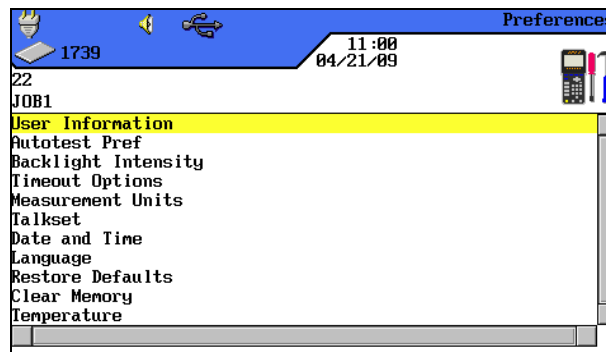 Preferences
11:00
1739
04/21/09
22
JOB1
User Information
Autotest Pref
Backlight Intensity
Timeout Options
Measurement Units
Talkset
Date and Time
Language
Restore Defaults
Clear Memory
Temperature